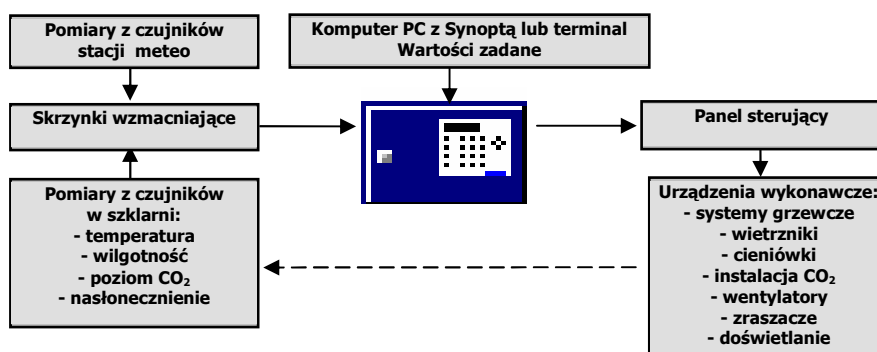 Pomiary z czujników
stacji meteo
Komputer PC z Synoptą lub terminal
Wartości zadane
Skrzynki wzmacniające
Panel sterujący
Pomiary z czujników
w szklarni:
- temperatura
- wilgotność
- poziom CO₂
- nasłonecznienie
Urządzenia wykonawcze:
- systemy grzewcze
- wietrzniki
- cieniówki
- instalacja CO₂
- wentylatory
- zraszacze
- doświetlanie